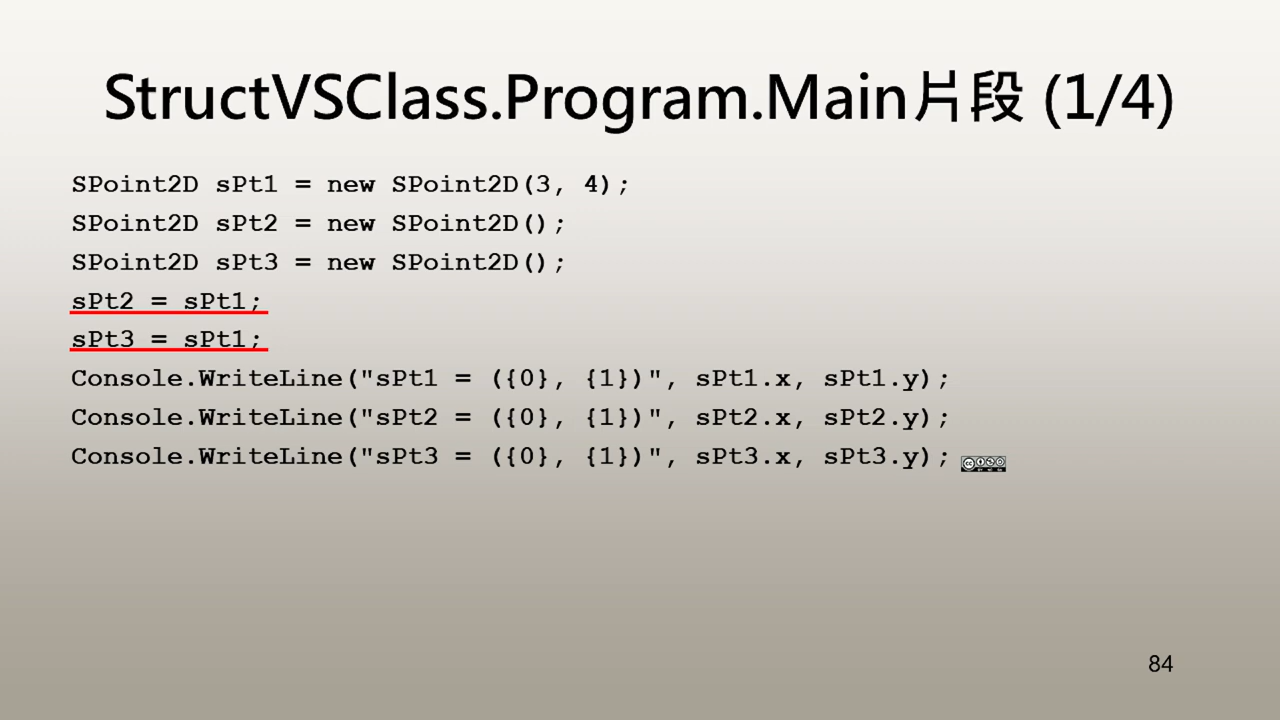 StructVSClass.Program.Main片段 (1/4)
SPoint2D sPt1 = new SPoint2D(3, 4);
SPoint2D sPt2 = new SPoint2D();
SPoint2D sPt3 = new SPoint2D();
sPt2 = sPt1;
sPt3 = sPt1;
Console.WriteLine("sPt1 = ({0}, {1})", sPt1.x, sPt1.y);
Console.WriteLine("sPt2 = ({0}, {1})", sPt2.x, sPt2.y);
Console.WriteLine("sPt3 = ({0}, {1})", sPt3.x, sPt3.y);
84